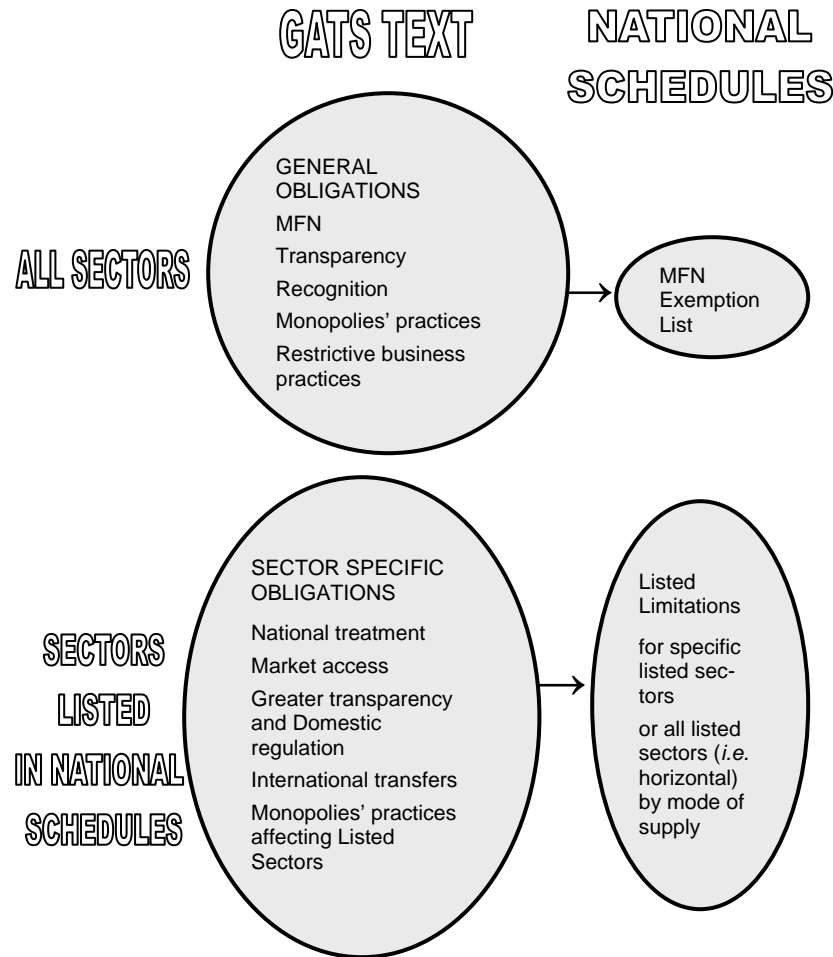 GATS TEXT
NATIONAL
SCHEDULES
ALL SECTORS
GENERAL
OBLIGATIONS
MFN
Transparency
Recognition
Monopolies’ practices
Restrictive business
practices
MFN
Exemption
List
SECTORS
LISTED
IN NATIONAL
SCHEDULES
SECTOR SPECIFIC
OBLIGATIONS
National treatment
Market access
Greater transparency
and Domestic
regulation
International transfers
Monopolies’ practices
affecting Listed
Sectors
Listed
Limitations
for specific
listed sec-
tors
or all listed
sectors (i.e.
horizontal)
by mode of
supply